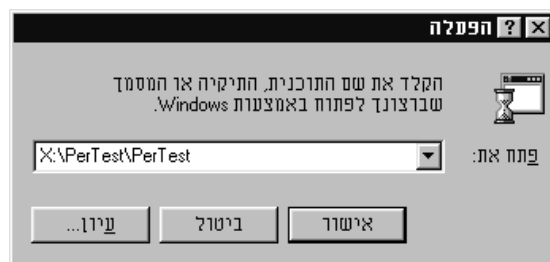 הפעלה
הקלד את שם התוכנית, התיקיה או המסמך
שברצונך לפתוח באמצעות Windows.
פתח את:
X:\PerTest\PerTest
אישור
ביטול
עיון...